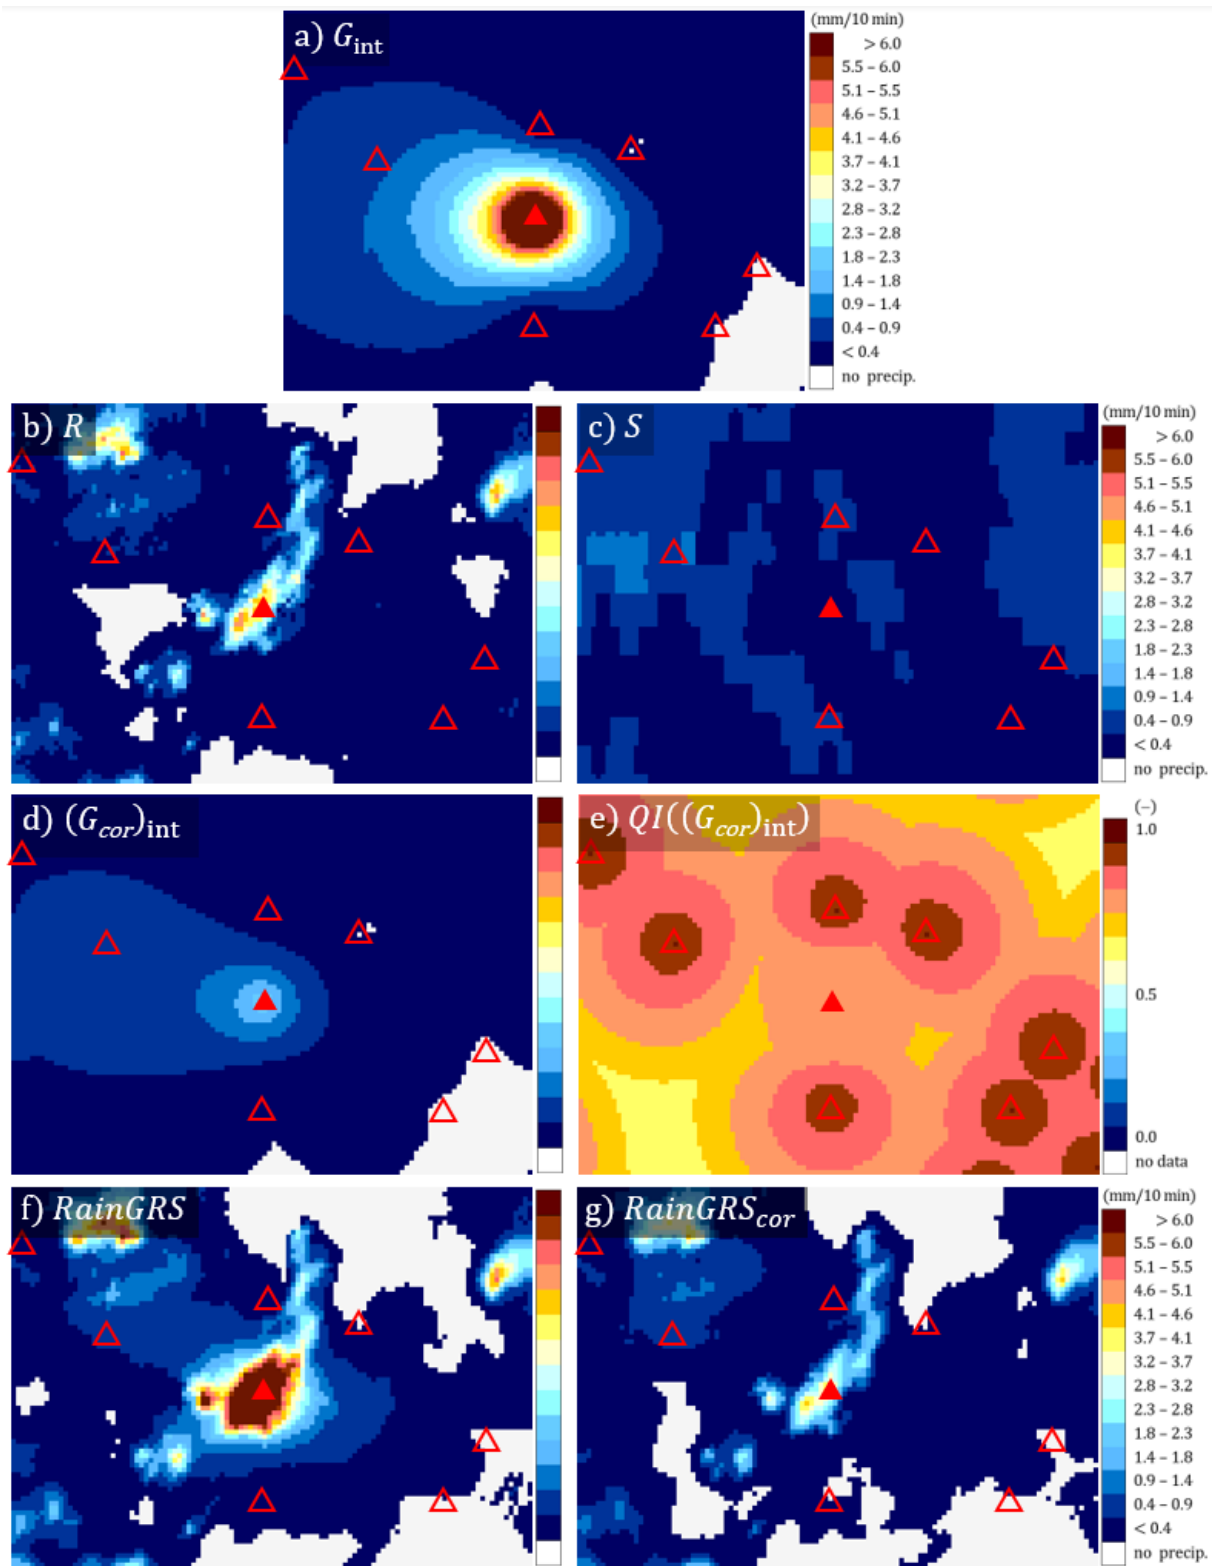 a) G_int
(mm/10 min)
> 6.0
5.5 – 6.0
5.1 – 5.5
4.6 – 5.1
4.1 – 4.6
3.7 – 4.1
3.2 – 3.7
2.8 – 3.2
2.3 – 2.8
1.8 – 2.3
1.4 – 1.8
0.9 – 1.4
0.4 – 0.9
< 0.4
no precip.
b) R
c) S
(mm/10 min)
> 6.0
5.5 – 6.0
5.1 – 5.5
4.6 – 5.1
4.1 – 4.6
3.7 – 4.1
3.2 – 3.7
2.8 – 3.2
2.3 – 2.8
1.8 – 2.3
1.4 – 1.8
0.9 – 1.4
0.4 – 0.9
< 0.4
no precip.
d) (G_cor)_int
e) QI((G_cor)_int)
(–)
1.0
0.5
0.0
no data
f) RainGRS
g) RainGRS_cor
(mm/10 min)
> 6.0
5.5 – 6.0
5.1 – 5.5
4.6 – 5.1
4.1 – 4.6
3.7 – 4.1
3.2 – 3.7
2.8 – 3.2
2.3 – 2.8
1.4 – 1.8
0.9 – 1.4
0.4 – 0.9
< 0.4
no precip.